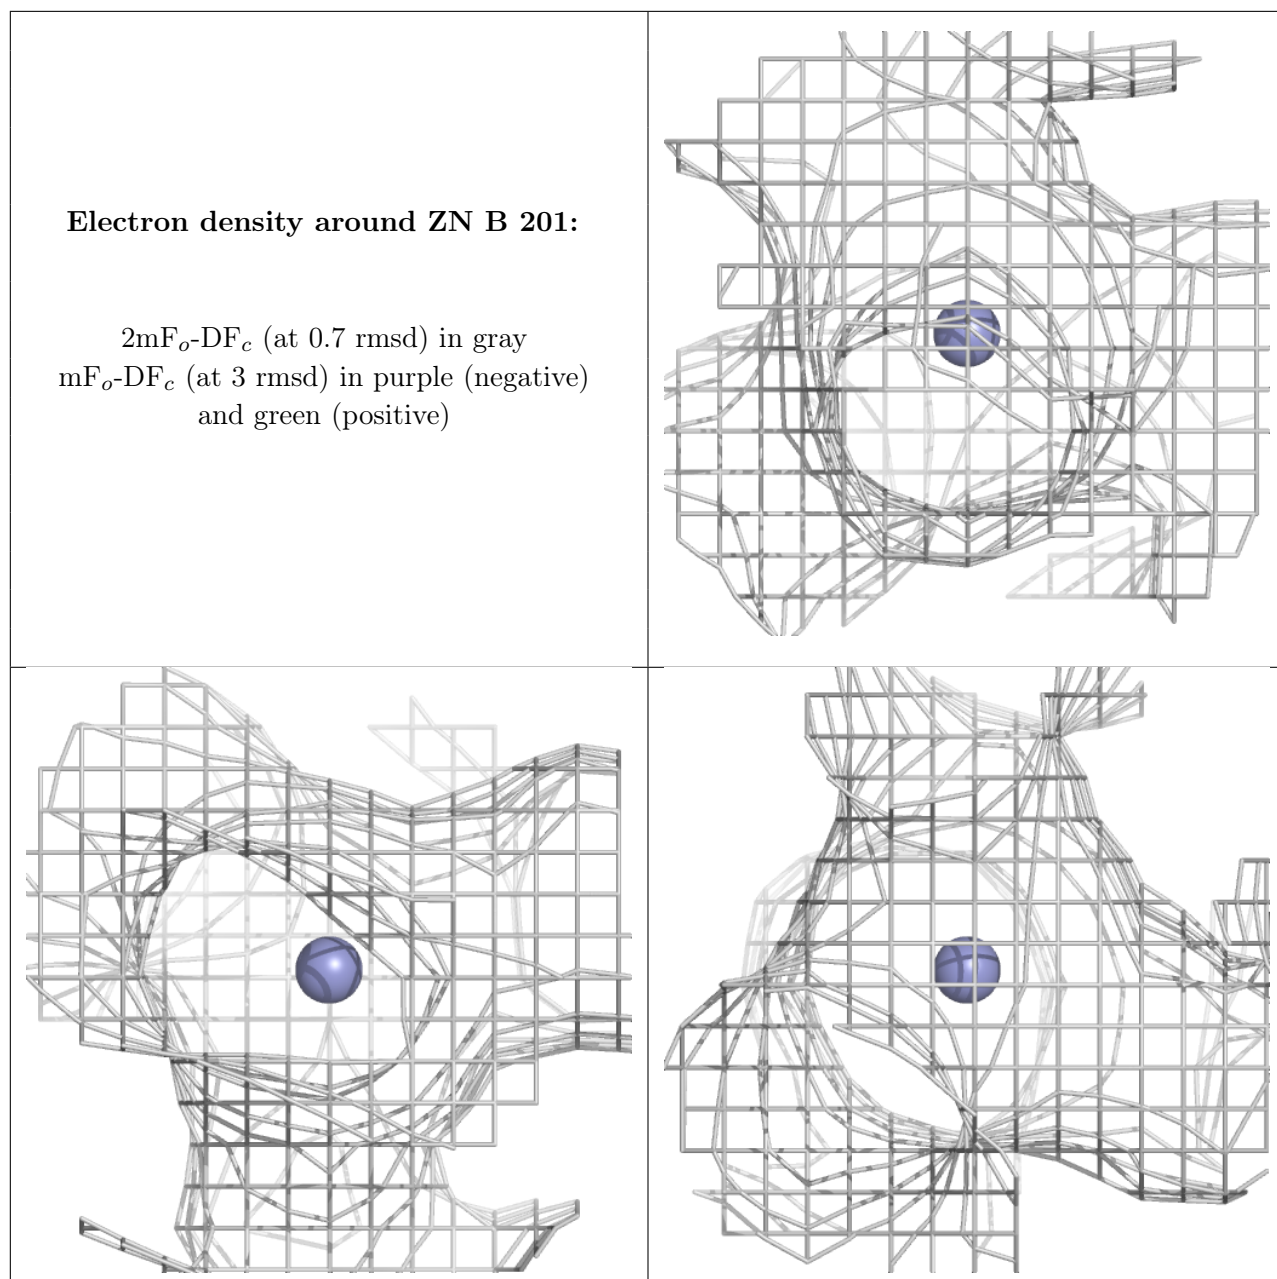 Electron density around ZN B 201:
2mFo-DFc (at 0.7 rmsd) in gray
mFo-DFc (at 3 rmsd) in purple (negative)
and green (positive)